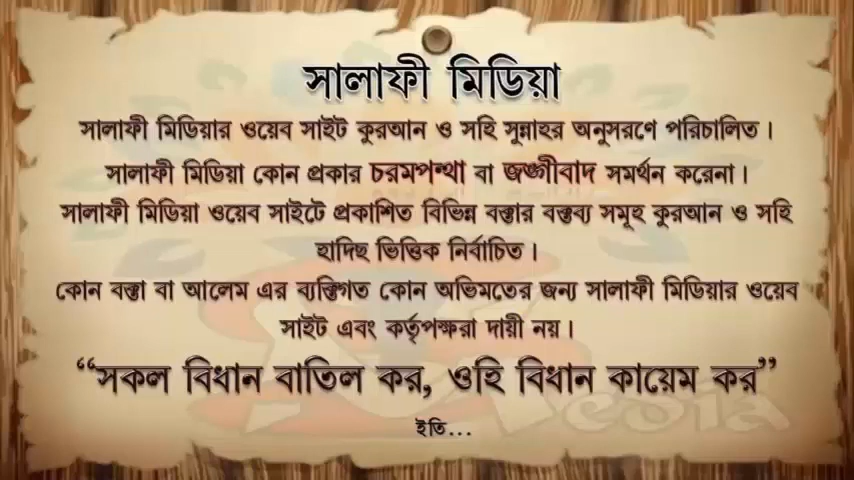 সালাফী মিডিয়া
সালাফী মিডিয়ার ওয়েব সাইট কুরআন ও সহি সুন্নাহর অনুসরণে পরিচালিত।
সালাফী মিডিয়া কোন প্রকার চরমপন্থা বা জঙ্গীবাদ সমর্থন করেনা।
সালাফী মিডিয়া ওয়েব সাইটে প্রকাশিত বিভিন্ন বক্তার বক্তব্য সমূহ কুরআন ও সহি
হাদিছ ভিত্তিক নির্বাচিত।
কোন বক্তা বা আলেম এর ব্যক্তিগত কোন অভিমতের জন্য সালাফী মিডিয়ার ওয়েব
সাইট এবং কর্তৃপক্ষরা দায়ী নয়।
“সকল বিধান বাতিল কর, ওহি বিধান কায়েম কর”
ইতি...